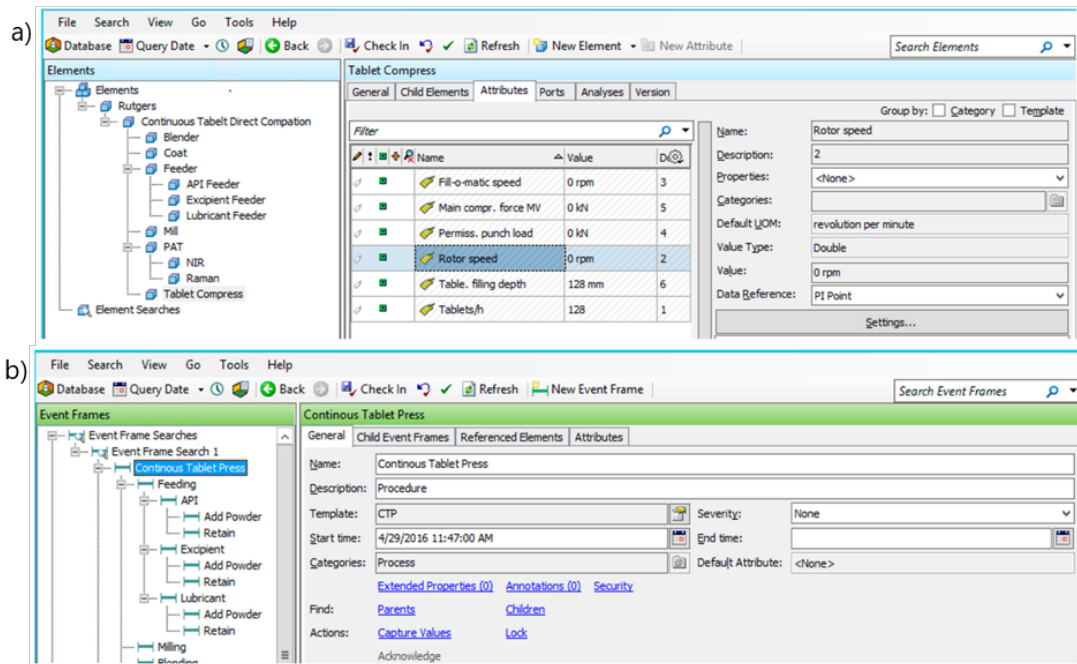 a)
File Search View Go Tools Help
Database Query Date Back Check In Refresh New Element New Attribute Search Elements
Elements Tablet Compress
Elements
Rutgers
Continuous Tabelt Direct Compation
Blender
Coat
Feeder
API Feeder
Excipient Feeder
Lubricant Feeder
Mill
PAT
NIR
Raman
Tablet Compress
Element Searches
General Child Elements Attributes Ports Analyses Version
Group by: Category Template
Filter
Name Value
Fill-o-matic speed 0 rpm 3
Main compr. force MV 0 kN 5
Permiss. punch load 0 kN 4
Rotor speed 0 rpm 2
Table. filling depth 128 mm 6
Tablets/h 128 1
Name: Rotor speed
Description: 2
Properties: <None>
Categories:
Default UOM: revolution per minute
Value Type: Double
Value: 0 rpm
Data Reference: PI Point
Settings...
b)
File Search View Go Tools Help
Database Query Date Back Check In Refresh New Event Frame Search Event Frames
Event Frames Continous Tablet Press
Event Frame Searches
Event Frame Search 1
Continous Tablet Press
Feeding
API
Add Powder
Retain
Excipient
Add Powder
Retain
Lubricant
Add Powder
Retain
Milling
Blending
General Child Event Frames Referenced Elements Attributes
Name: Continous Tablet Press
Description: Procedure
Template: CTP Severity: None
Start time: 4/29/2016 11:47:00 AM End time:
Categories: Process Default Attribute: <None>
Extended Properties (0) Annotations (0) Security
Find: Parents Children
Actions: Capture Values Lock
Acknowledge